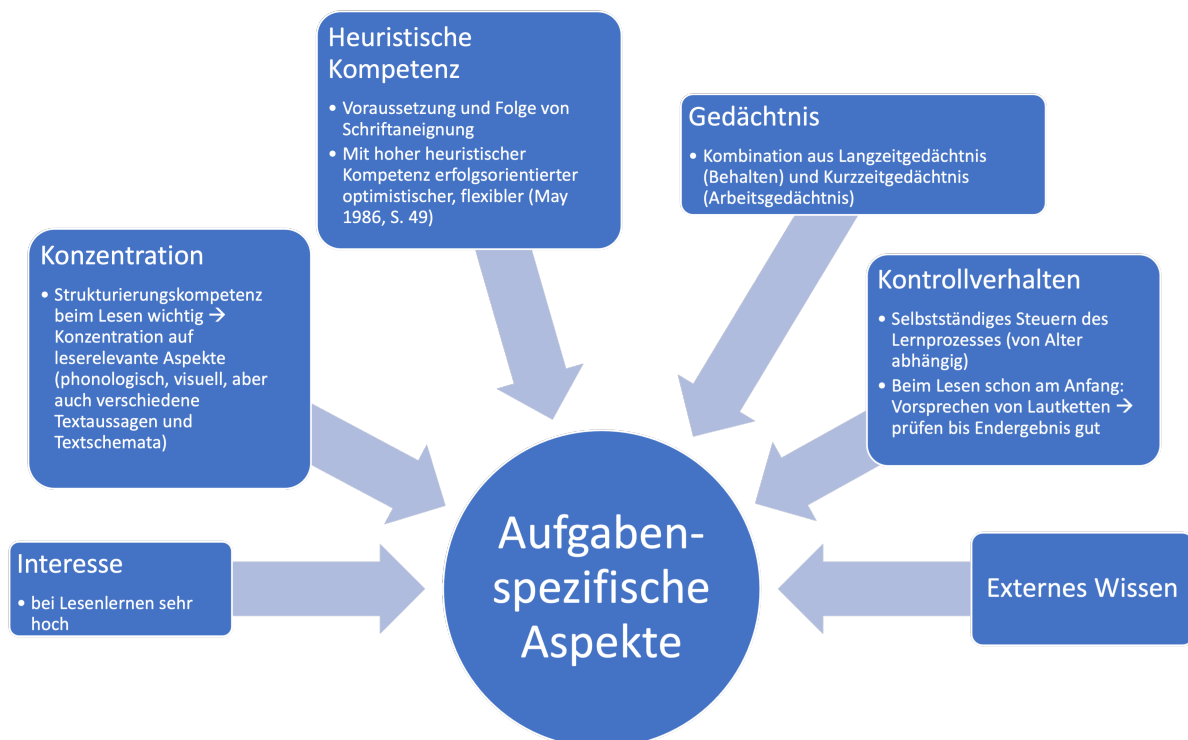 Heuristische
Kompetenz
• Voraussetzung und Folge von
Schriftaneignung
• Mit hoher heuristischer
Kompetenz erfolgsorientierter
optimistischer, flexibler (May
1986, S. 49)
Gedächtnis
• Kombination aus Langzeitgedächtnis
(Behalten) und Kurzzeitgedächtnis
(Arbeitsgedächtnis)
Konzentration
• Strukturierungskompetenz
beim Lesen wichtig →
Konzentration auf
leserelevante Aspekte
(phonologisch, visuell, aber
auch verschiedene
Textaussagen und
Textschemata)
Kontrollverhalten
• Selbstständiges Steuern des
Lernprozesses (von Alter
abhängig)
• Beim Lesen schon am Anfang:
Vorsprechen von Lautketten →
prüfen bis Endergebnis gut
Interesse
• bei Lesenlernen sehr
hoch
Aufgaben-
spezifische
Aspekte
Externes Wissen